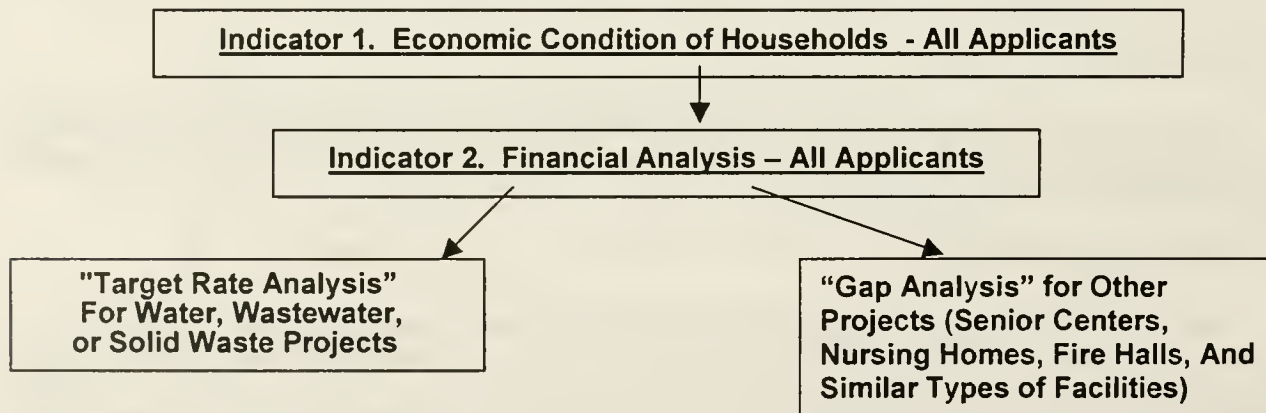 Indicator 1. Economic Condition of Households - All Applicants
Indicator 2. Financial Analysis – All Applicants
"Target Rate Analysis”
For Water, Wastewater,
or Solid Waste Projects
“Gap Analysis” for Other
Projects (Senior Centers,
Nursing Homes, Fire Halls, And
Similar Types of Facilities)